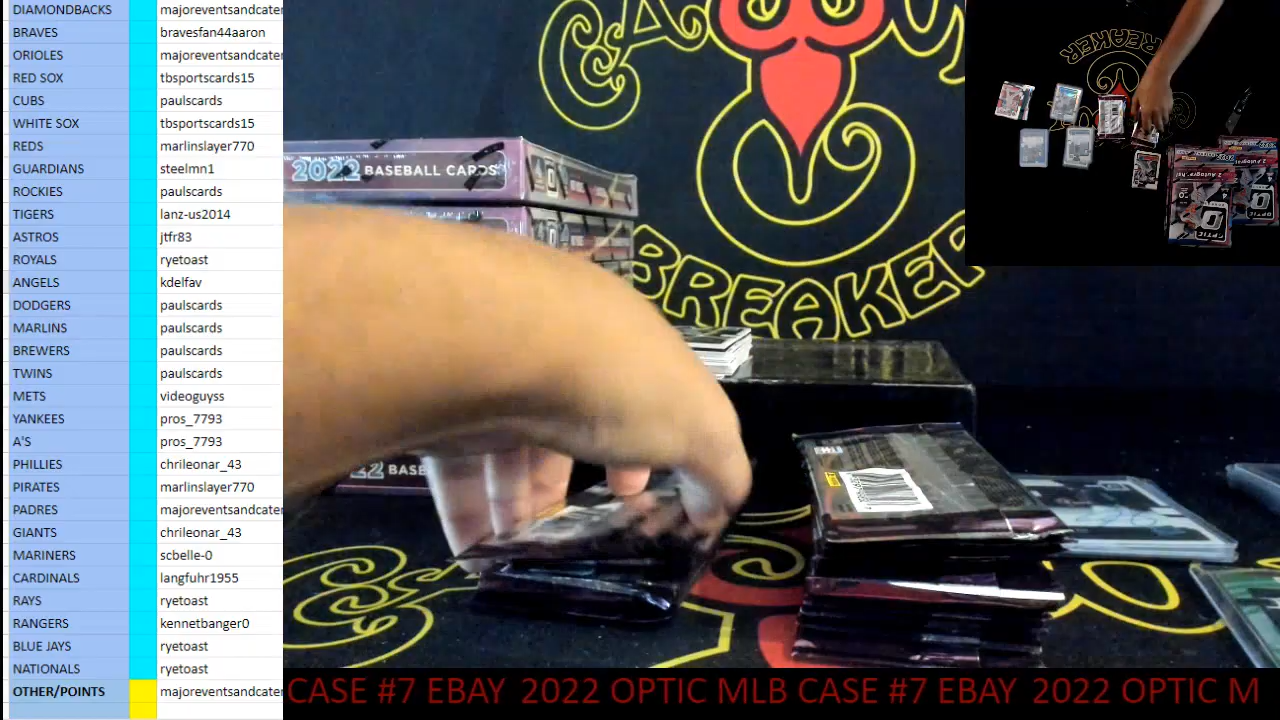 DIAMONDBACKS majoreventsandcater
BRAVES bravesfan44aaron
ORIOLES majoreventsandcater
RED SOX tbsportscards15
CUBS paulscards
WHITE SOX tbsportscards15
REDS marlinslayer770
GUARDIANS steelmn1
ROCKIES paulscards
TIGERS lanz-us2014
ASTROS jtfr83
ROYALS ryetoast
ANGELS kdelfav
DODGERS paulscards
MARLINS paulscards
BREWERS paulscards
TWINS paulscards
METS videoguyss
YANKEES pros_7793
A'S pros_7793
PHILLIES chrileonar_43
PIRATES marlinslayer770
PADRES majoreventsandcater
GIANTS chrileonar_43
MARINERS scbelle-0
CARDINALS langfuhr1955
RAYS ryetoast
RANGERS kennetbanger0
BLUE JAYS ryetoast
NATIONALS ryetoast
OTHER/POINTS majoreventsandcater
2022 BASEBALL CARDS
BREAKER
22 BASE
REAKER
OPTIC
CASE #7 EBAY 2022 OPTIC MLB CASE #7 EBAY 2022 OPTIC M